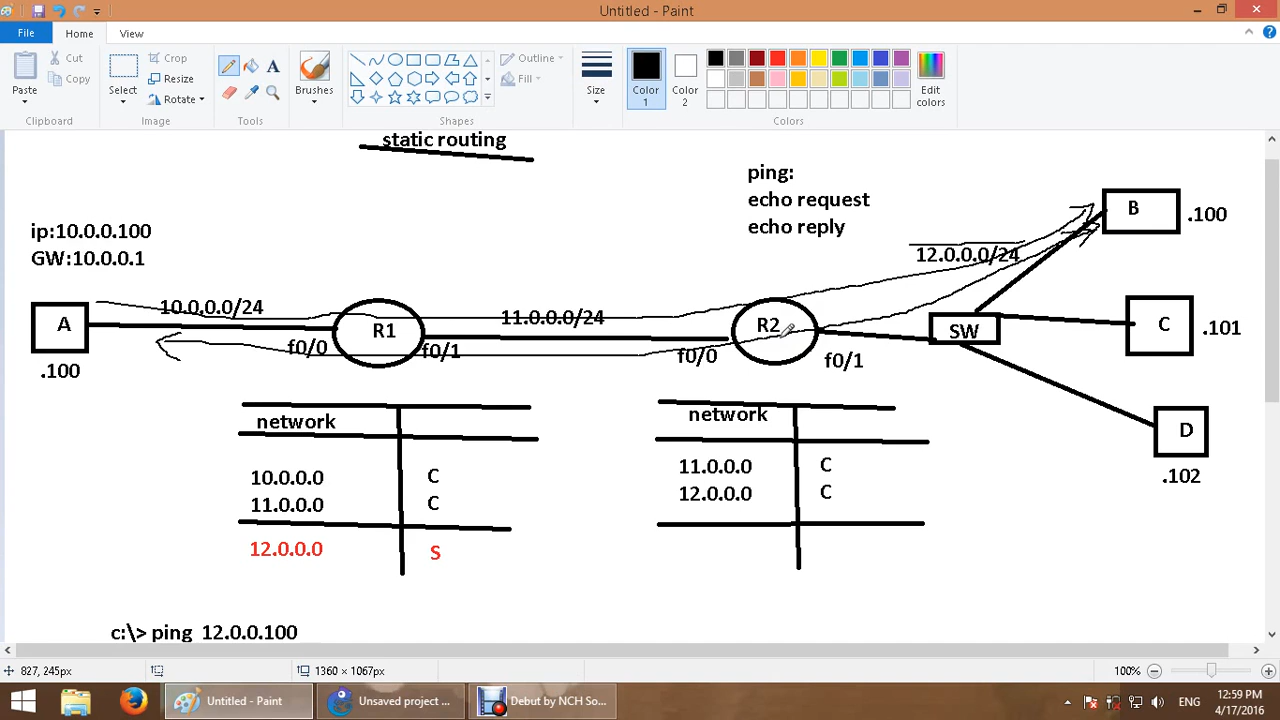 Untitled - Paint
File
Home
View
Paste
Cut
Copy
Clipboard
Select
Crop
Resize
Rotate
Image
Tools
Brushes
Shapes
Outline
Fill
Size
Color 1
Color 2
Edit colors
Colors
static routing
ping:
echo request
echo reply
ip:10.0.0.100
GW:10.0.0.1
B
.100
12.0.0.0/24
10.0.0.0/24
11.0.0.0/24
A
R1
R2
SW
C
.101
f0/0
f0/1
f0/0
f0/1
.100
network
network
D
10.0.0.0 C
11.0.0.0 C
11.0.0.0 C
12.0.0.0 C
.102
12.0.0.0 S
c:\> ping 12.0.0.100
827, 245px
1360 × 1067px
100%
Untitled - Paint
Unsaved project ...
Debut by NCH So...
ENG
12:59 PM
4/17/2016